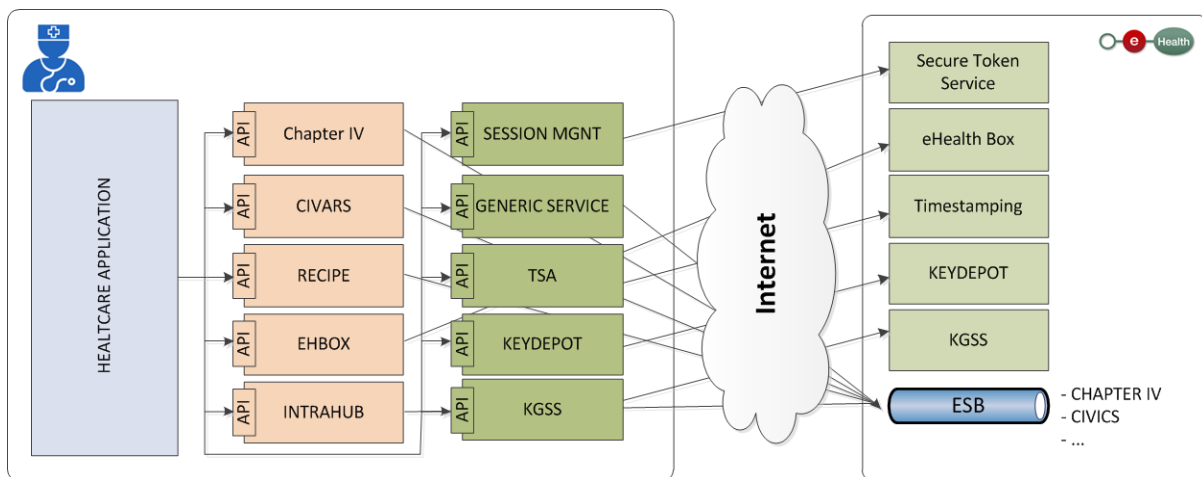 e Health
HEALTCARE APPLICATION
API
Chapter IV
API
CIVARS
API
RECIPE
API
EHBOX
API
INTRAHUB
API
SESSION MGNT
API
GENERIC SERVICE
API
TSA
API
KEYDEPOT
API
KGSS
Internet
Secure Token
Service
eHealth Box
Timestamping
KEYDEPOT
KGSS
ESB
- CHAPTER IV
- CIVICS
- ...